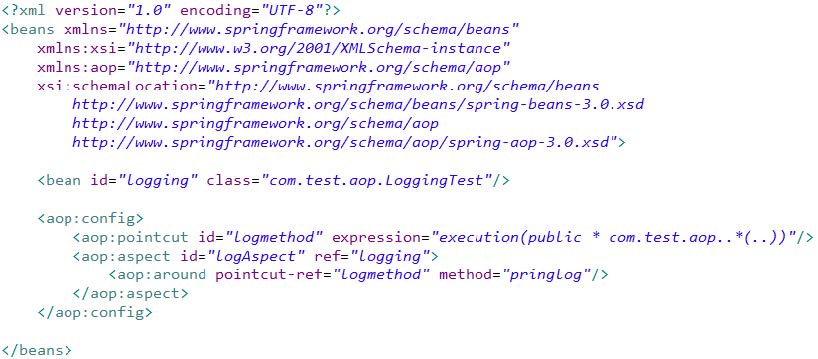 <?xml version="1.0" encoding="UTF-8"?>
<beans xmlns="http://www.springframework.org/schema/beans"
    xmlns:xsi="http://www.w3.org/2001/XMLSchema-instance"
    xmlns:aop="http://www.springframework.org/schema/aop"
    xsi:schemaLocation="http://www.springframework.org/schema/beans
        http://www.springframework.org/schema/beans/spring-beans-3.0.xsd
        http://www.springframework.org/schema/aop
        http://www.springframework.org/schema/aop/spring-aop-3.0.xsd">

    <bean id="logging" class="com.test.aop.LoggingTest"/>

    <aop:config>
        <aop:pointcut id="logmethod" expression="execution(public * com.test.aop..*(..))"/>
        <aop:aspect id="logAspect" ref="logging">
            <aop:around pointcut-ref="logmethod" method="pringlog"/>
        </aop:aspect>
    </aop:config>

</beans>